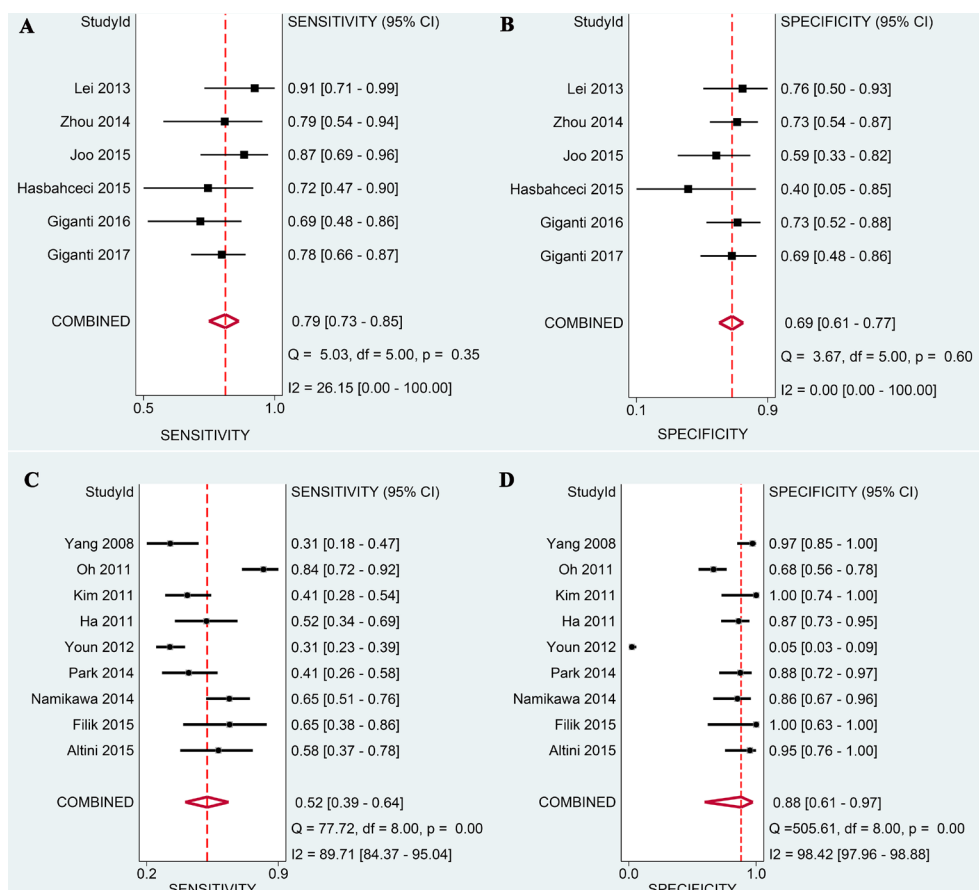 A
StudyId SENSITIVITY (95% CI)
Lei 2013 0.91 [0.71 - 0.99]
Zhou 2014 0.79 [0.54 - 0.94]
Joo 2015 0.87 [0.69 - 0.96]
Hasbahceci 2015 0.72 [0.47 - 0.90]
Giganti 2016 0.69 [0.48 - 0.86]
Giganti 2017 0.78 [0.66 - 0.87]
COMBINED 0.79 [0.73 - 0.85]
Q = 5.03, df = 5.00, p = 0.35
I2 = 26.15 [0.00 - 100.00]
0.5 1.0
SENSITIVITY
B
StudyId SPECIFICITY (95% CI)
Lei 2013 0.76 [0.50 - 0.93]
Zhou 2014 0.73 [0.54 - 0.87]
Joo 2015 0.59 [0.33 - 0.82]
Hasbahceci 2015 0.40 [0.05 - 0.85]
Giganti 2016 0.73 [0.52 - 0.88]
Giganti 2017 0.69 [0.48 - 0.86]
COMBINED 0.69 [0.61 - 0.77]
Q = 3.67, df = 5.00, p = 0.60
I2 = 0.00 [0.00 - 100.00]
0.1 0.9
SPECIFICITY
C
StudyId SENSITIVITY (95% CI)
Yang 2008 0.31 [0.18 - 0.47]
Oh 2011 0.84 [0.72 - 0.92]
Kim 2011 0.41 [0.28 - 0.54]
Ha 2011 0.52 [0.34 - 0.69]
Youn 2012 0.31 [0.23 - 0.39]
Park 2014 0.41 [0.26 - 0.58]
Namikawa 2014 0.65 [0.51 - 0.76]
Filik 2015 0.65 [0.38 - 0.86]
Altini 2015 0.58 [0.37 - 0.78]
COMBINED 0.52 [0.39 - 0.64]
Q = 77.72, df = 8.00, p = 0.00
I2 = 89.71 [84.37 - 95.04]
0.2 0.9
SENSITIVITY
D
StudyId SPECIFICITY (95% CI)
Yang 2008 0.97 [0.85 - 1.00]
Oh 2011 0.68 [0.56 - 0.78]
Kim 2011 1.00 [0.74 - 1.00]
Ha 2011 0.87 [0.73 - 0.95]
Youn 2012 0.05 [0.03 - 0.09]
Park 2014 0.88 [0.72 - 0.97]
Namikawa 2014 0.86 [0.67 - 0.96]
Filik 2015 1.00 [0.63 - 1.00]
Altini 2015 0.95 [0.76 - 1.00]
COMBINED 0.88 [0.61 - 0.97]
Q =505.61, df = 8.00, p = 0.00
I2 = 98.42 [97.96 - 98.88]
0.0 1.0
SPECIFICITY